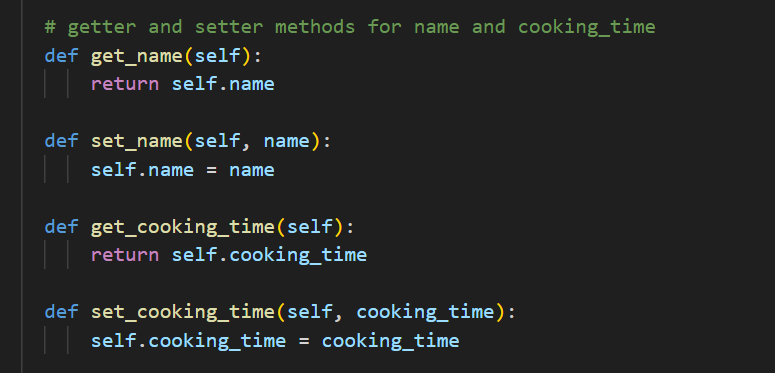 # getter and setter methods for name and cooking_time
def get_name(self):
return self.name
def set_name(self, name):
self.name = name
def get_cooking_time(self):
return self.cooking_time
def set_cooking_time(self, cooking_time):
self.cooking_time = cooking_time